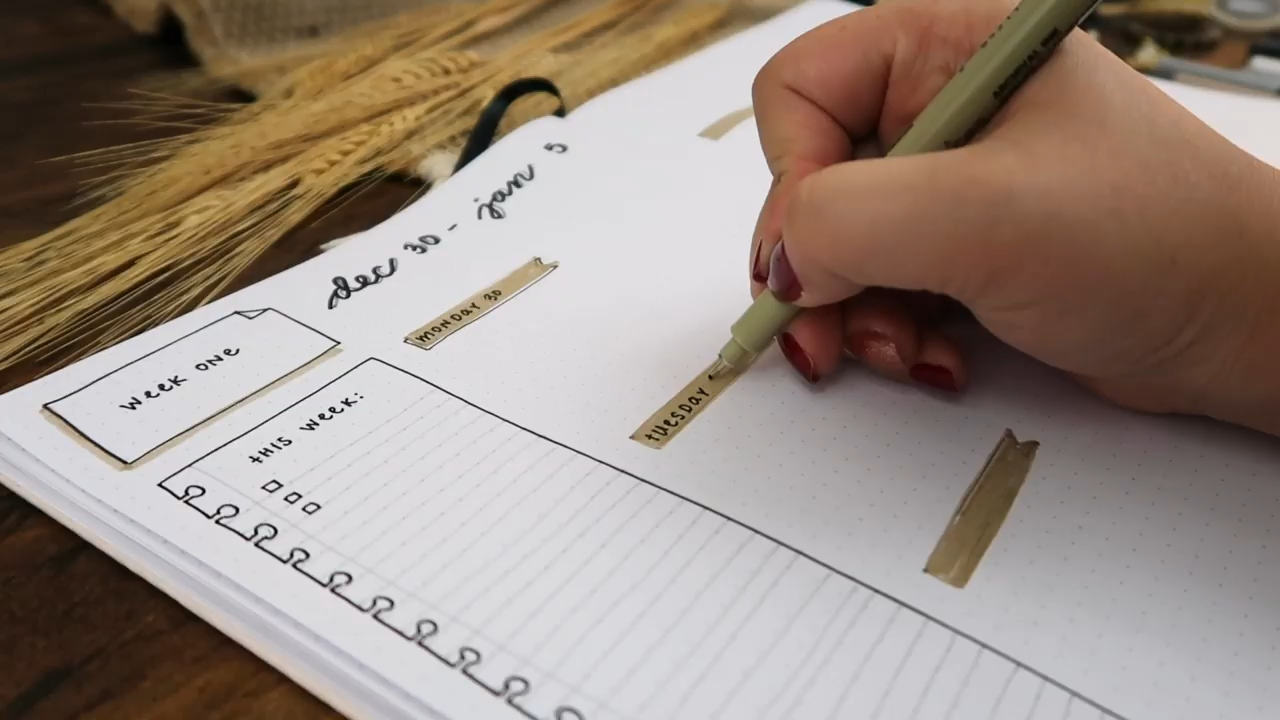 dec 30 - jan 5
week one
MONDAY 30
tUESDAY
tHIS WEEK: